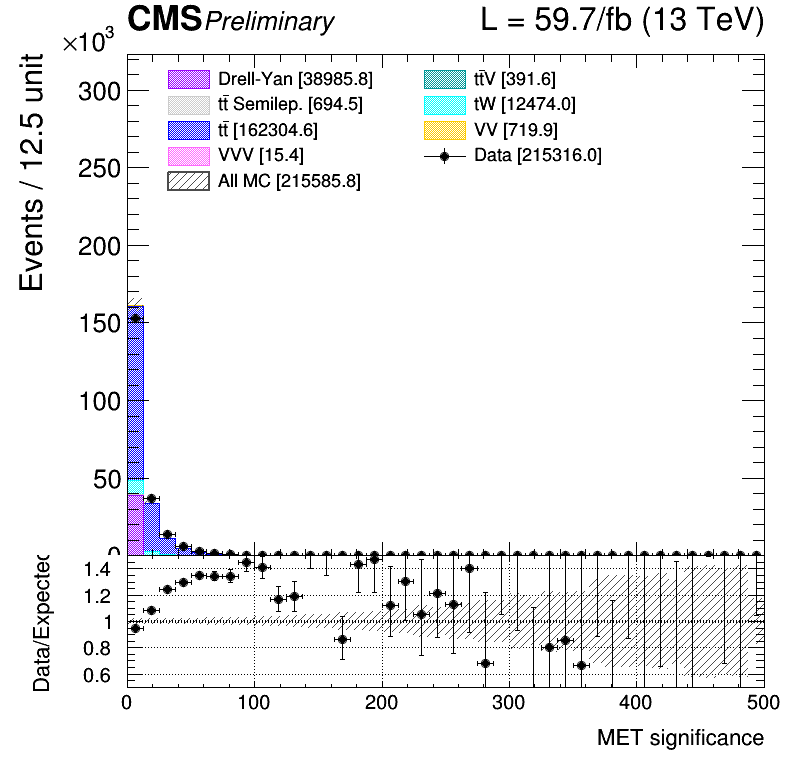 CMS Preliminary L = 59.7/fb (13 TeV)
×10³
Events / 12.5 unit
300
250
200
150
100
50
0
Drell-Yan [38985.8]
tt̄ Semilep. [694.5]
tt̄ [162304.6]
VVV [15.4]
All MC [215585.8]
tt̄V [391.6]
tW [12474.0]
VV [719.9]
Data [215316.0]
Data/Expected
1.4
1.2
1
0.8
0.6
0 100 200 300 400 500
MET significance